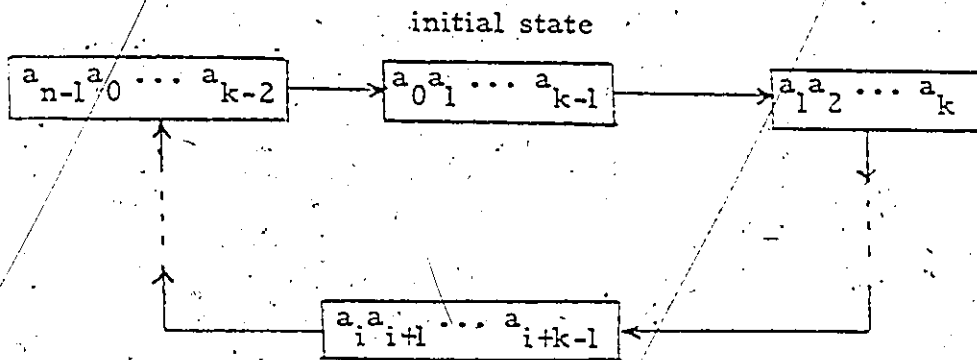 initial state
a_{n-1}a_0 ... a_{k-2}
a_0a_1 ... a_{k-1}
a_1a_2 ... a_k
a_ia_{i+1} ... a_{i+k-1}